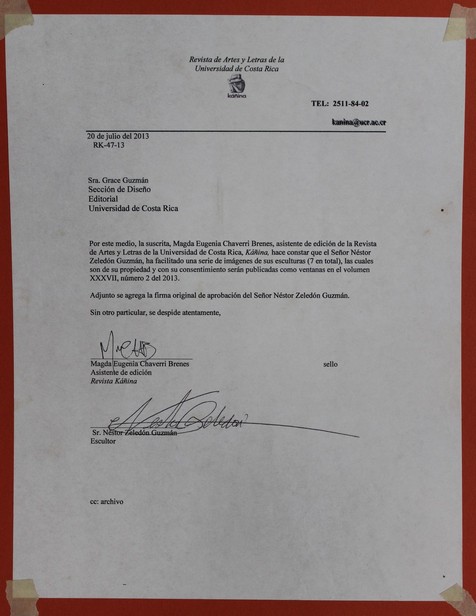 Revista de Artes y Letras de la
Universidad de Costa Rica
káñina
TEL: 2511-84-02
kanina@ucr.ac.cr
20 de julio del 2013
RK-47-13
Sra. Grace Guzmán
Sección de Diseño
Editorial
Universidad de Costa Rica
Por este medio, la suscrita, Magda Eugenia Chaverri Brenes, asistente de edición de la Revista
de Artes y Letras de la Universidad de Costa Rica, Káñina, hace constar que el Señor Néstor
Zeledón Guzmán, ha facilitado una serie de imágenes de sus esculturas (7 en total), las cuales
son de su propiedad y con su consentimiento serán publicadas como ventanas en el volumen
XXXVII, número 2 del 2013.
Adjunto se agrega la firma original de aprobación del Señor Néstor Zeledón Guzmán.
Sin otro particular, se despide atentamente,
Magda Eugenia Chaverri Brenes sello
Asistente de edición
Revista Káñina
Nestor Zeledón
Sr. Néstor Zeledón Guzmán
Escultor
cc: archivo